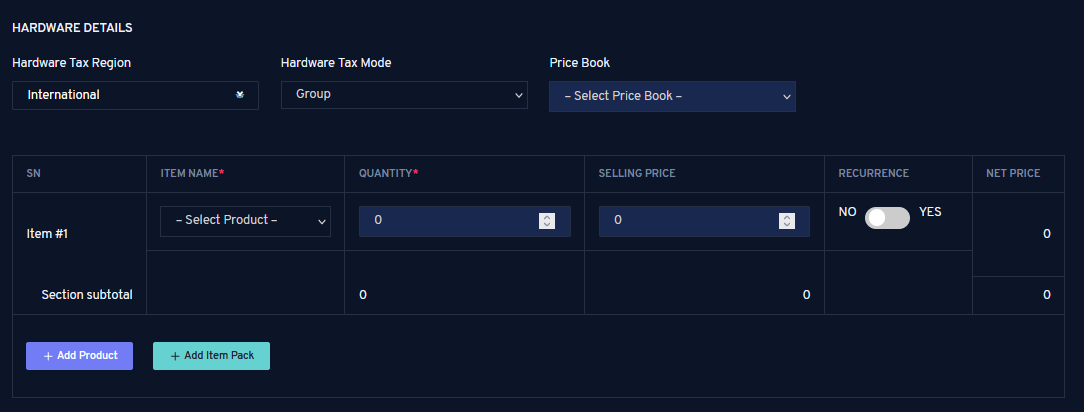 HARDWARE DETAILS
Hardware Tax Region Hardware Tax Mode Price Book
International Group – Select Price Book –
SN ITEM NAME* QUANTITY* SELLING PRICE RECURRENCE NET PRICE
Item #1 – Select Product – 0 0 NO YES 0
Section subtotal 0 0 0
+ Add Product + Add Item Pack